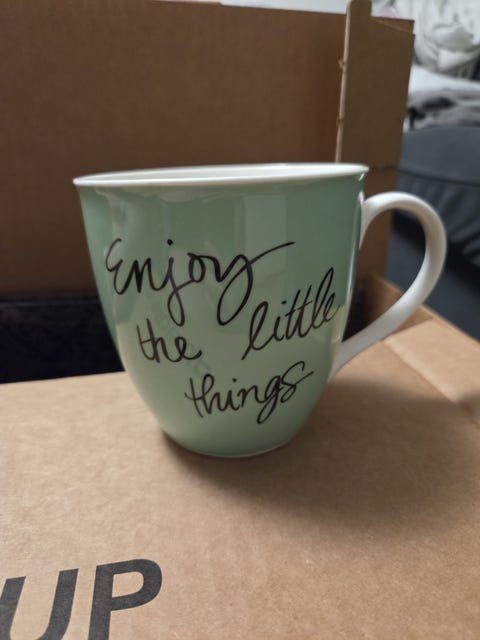 Enjoy
the little
things
UP